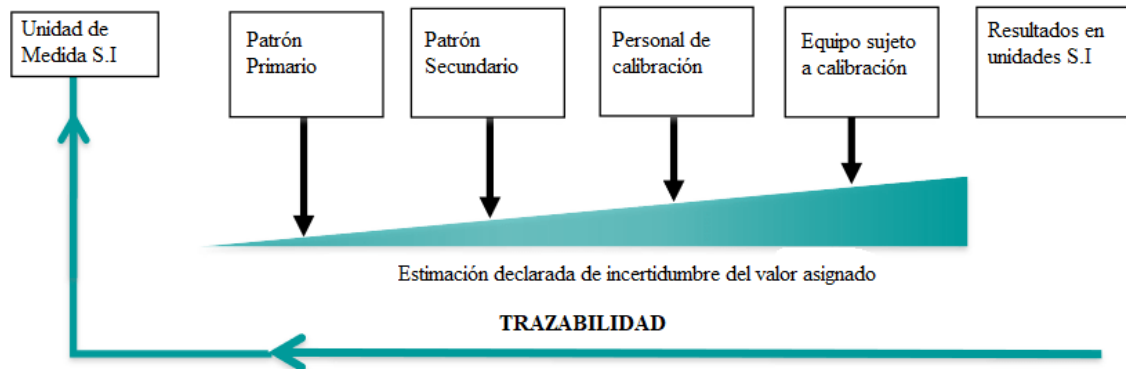 Unidad de
Medida S.I
Patrón
Primario
Patrón
Secundario
Personal de
calibración
Equipo sujeto
a calibración
Resultados en
unidades S.I
Estimación declarada de incertidumbre del valor asignado
TRAZABILIDAD